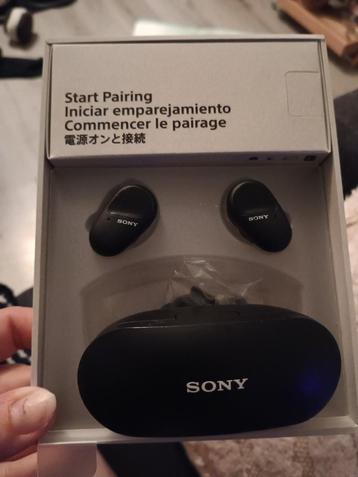 Start Pairing
Iniciar emparejamiento
Commencer le pairage
電源オンと接続
SONY
SONY
SONY